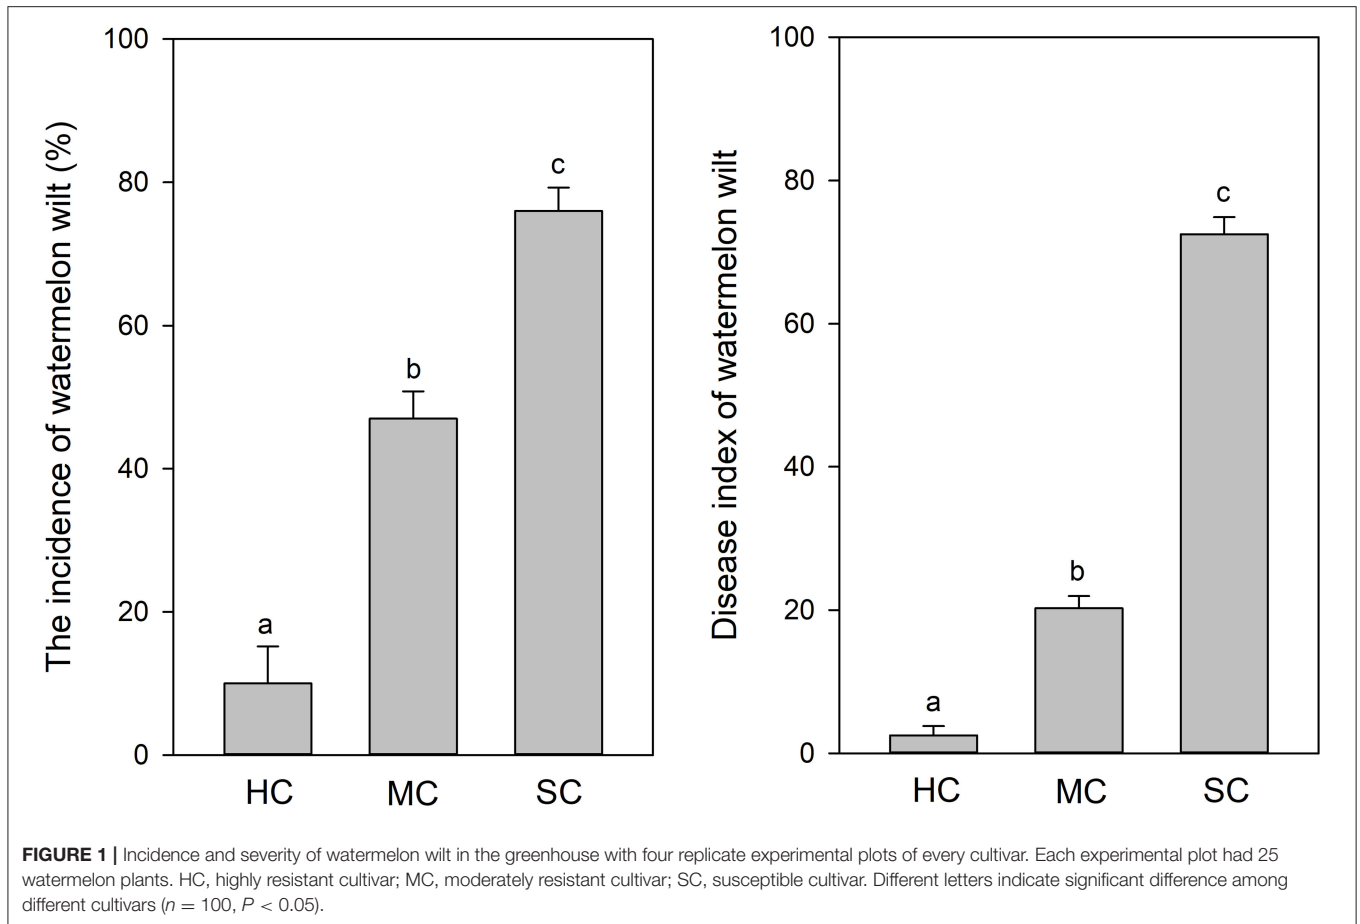 The incidence of watermelon wilt (%)
100
80
60
40
20
0
a
b
c
HC
MC
SC
Disease index of watermelon wilt
100
80
60
40
20
0
a
b
c
HC
MC
SC
FIGURE 1 | Incidence and severity of watermelon wilt in the greenhouse with four replicate experimental plots of every cultivar. Each experimental plot had 25
watermelon plants. HC, highly resistant cultivar; MC, moderately resistant cultivar; SC, susceptible cultivar. Different letters indicate significant difference among
different cultivars (n = 100, P < 0.05).